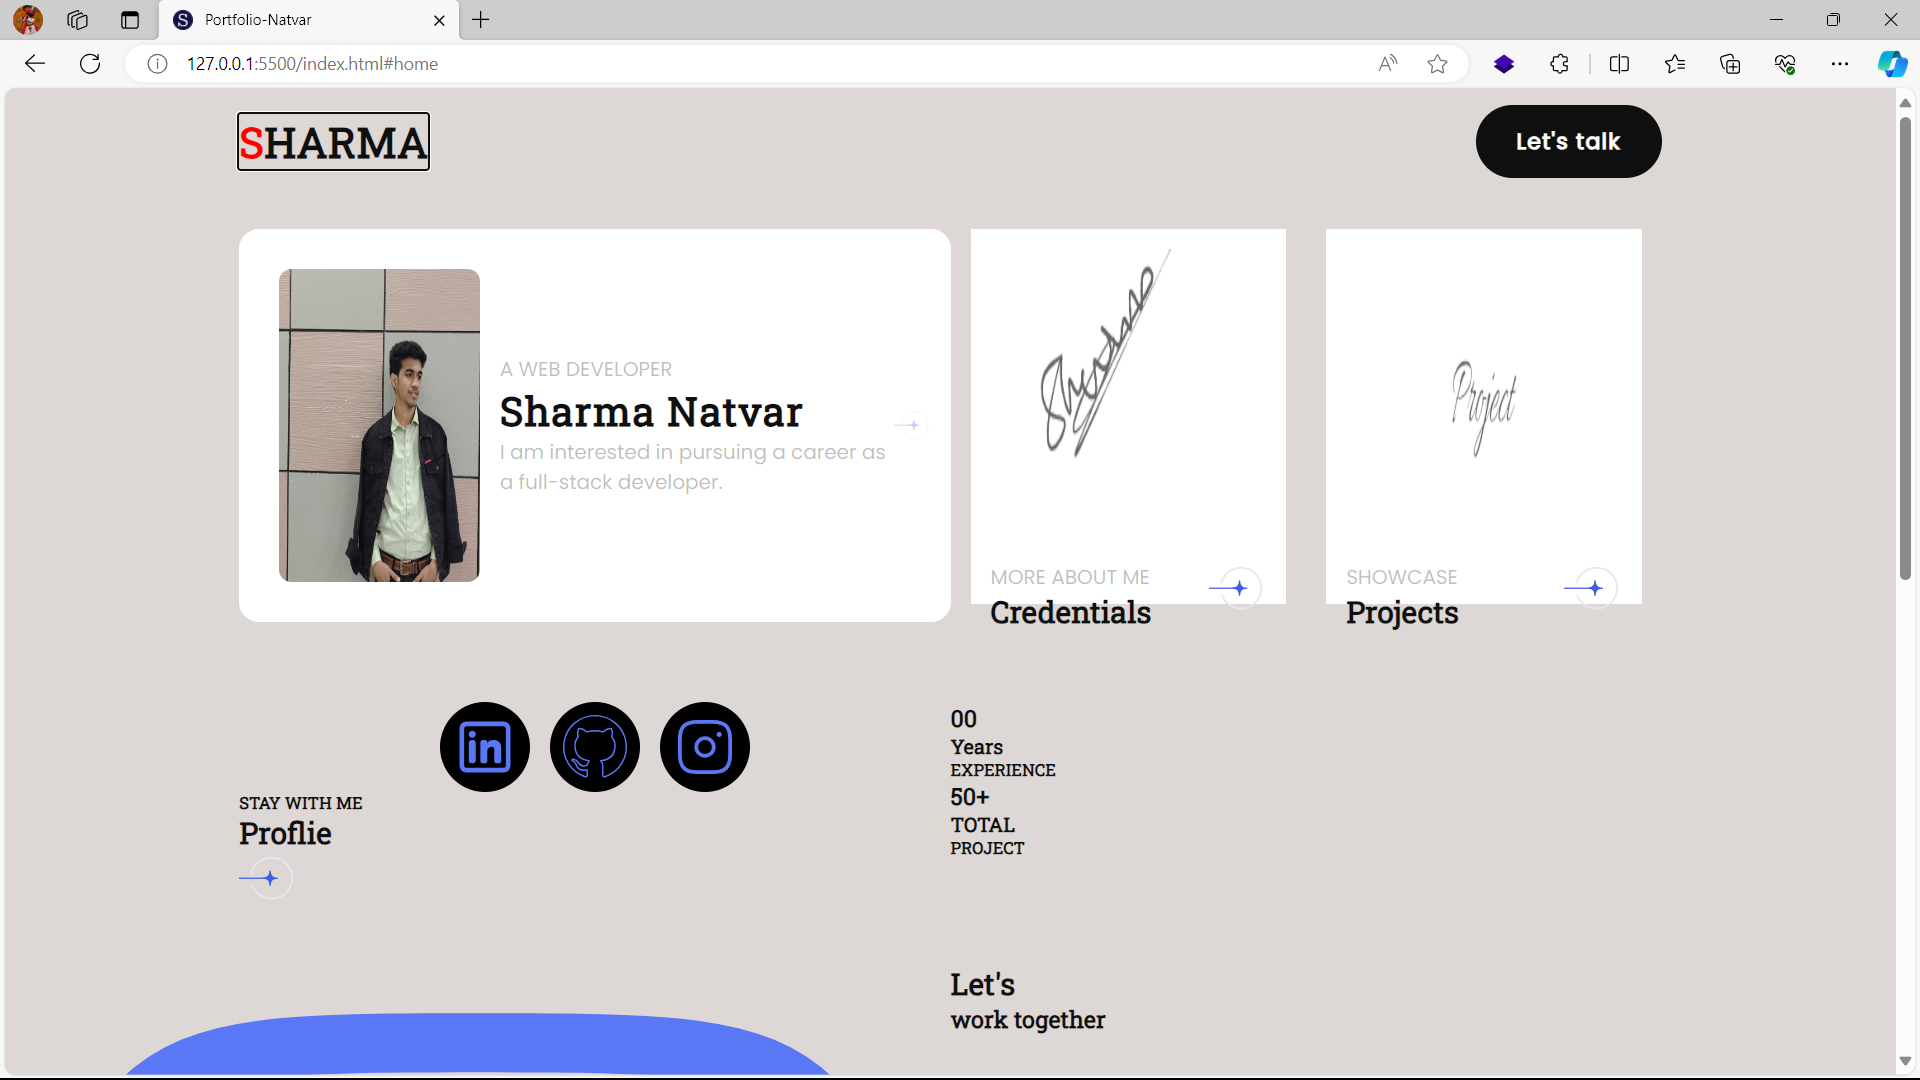 Portfolio-Natvar
127.0.0.1:5500/index.html#home
SHARMA
Let's talk
A WEB DEVELOPER
Sharma Natvar
I am interested in pursuing a career as
a full-stack developer.
MORE ABOUT ME
Credentials
Project
SHOWCASE
Projects
STAY WITH ME
Proflie
00
Years
EXPERIENCE
50+
TOTAL
PROJECT
Let's
work together